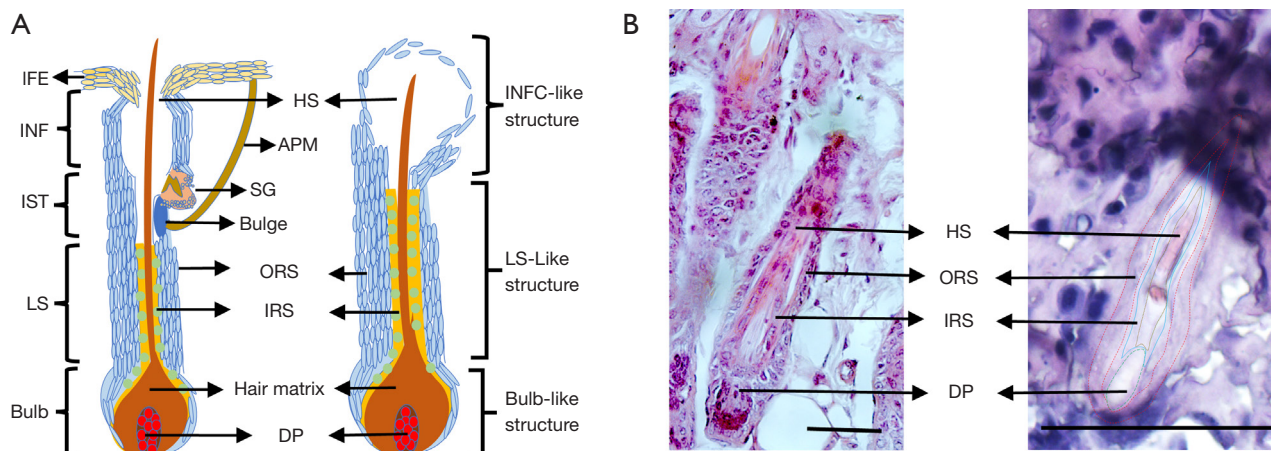 A
IFE
INF
IST
LS
Bulb
HS
APM
SG
Bulge
ORS
IRS
Hair matrix
DP
INFC-like
structure
LS-Like
structure
Bulb-like
structure
B
HS
ORS
IRS
DP